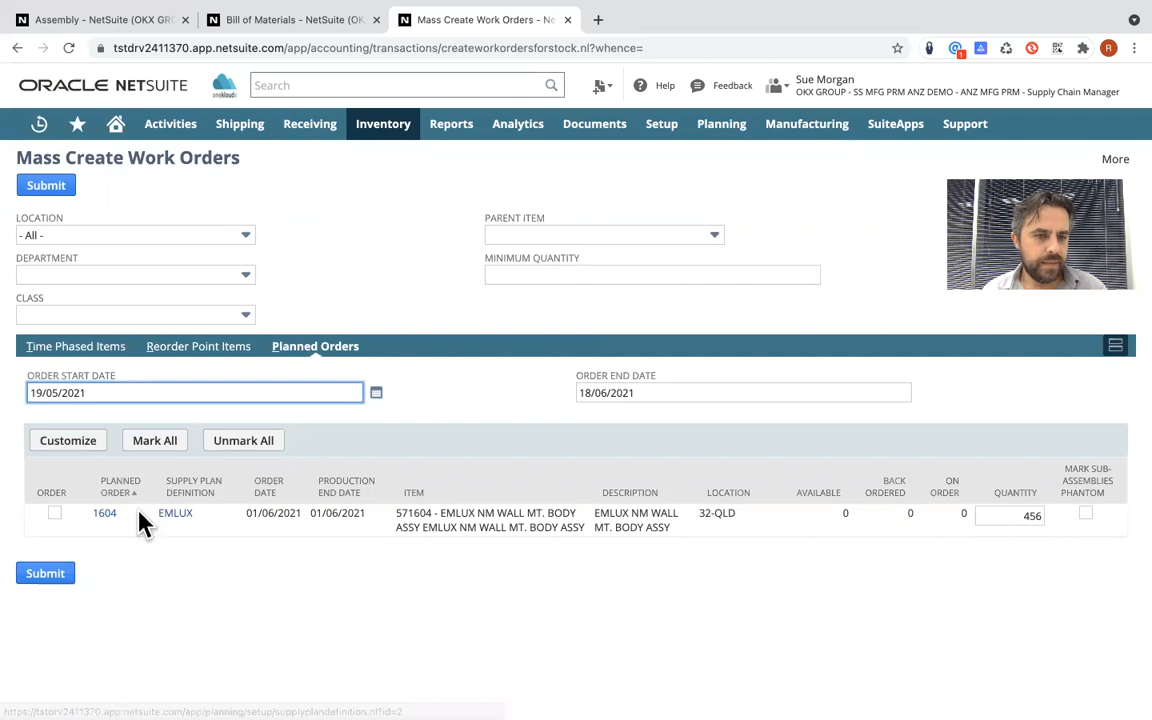 Assembly - NetSuite (OKX GR
Bill of Materials - NetSuite (OK
Mass Create Work Orders - Ne
tstdrv2411370.app.netsuite.com/app/accounting/transactions/createworkordersforstock.nl?whence=
1
R
ORACLE NETSUITE
onekloudx
Search
Help
Feedback
Sue Morgan
OKX GROUP - SS MFG PRM ANZ DEMO - ANZ MFG PRM - Supply Chain Manager
Activities Shipping Receiving Inventory Reports Analytics Documents Setup Planning Manufacturing SuiteApps Support
Mass Create Work Orders
More
Submit
LOCATION
- All -
PARENT ITEM
DEPARTMENT
MINIMUM QUANTITY
CLASS
Time Phased Items Reorder Point Items Planned Orders
ORDER START DATE
19/05/2021
ORDER END DATE
18/06/2021
Customize Mark All Unmark All
ORDER
PLANNED
ORDER
SUPPLY PLAN
DEFINITION
ORDER
DATE
PRODUCTION
END DATE
ITEM
DESCRIPTION
LOCATION
AVAILABLE
BACK
ORDERED
ON
ORDER
QUANTITY
MARK SUB-
ASSEMBLIES
PHANTOM
1604 EMLUX 01/06/2021 01/06/2021 571604 - EMLUX NM WALL MT. BODY EMLUX NM WALL 32-QLD 0 0 0 456
ASSY EMLUX NM WALL MT. BODY ASSY MT. BODY ASSY
Submit
https://tstdrv2411370.app.netsuite.com/app/planning/setup/supplyplandefinition.nl?id=2